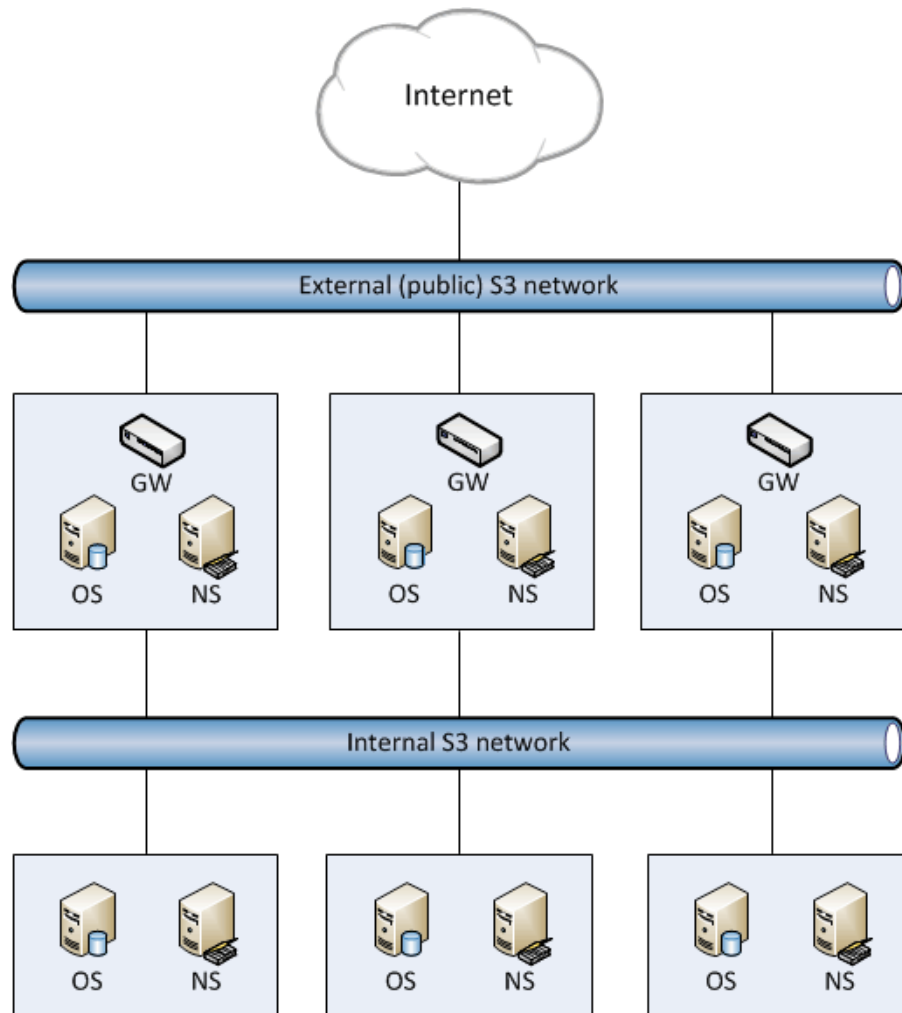 Internet
External (public) S3 network
GW GW GW
OS NS OS NS OS NS
Internal S3 network
OS NS OS NS OS NS